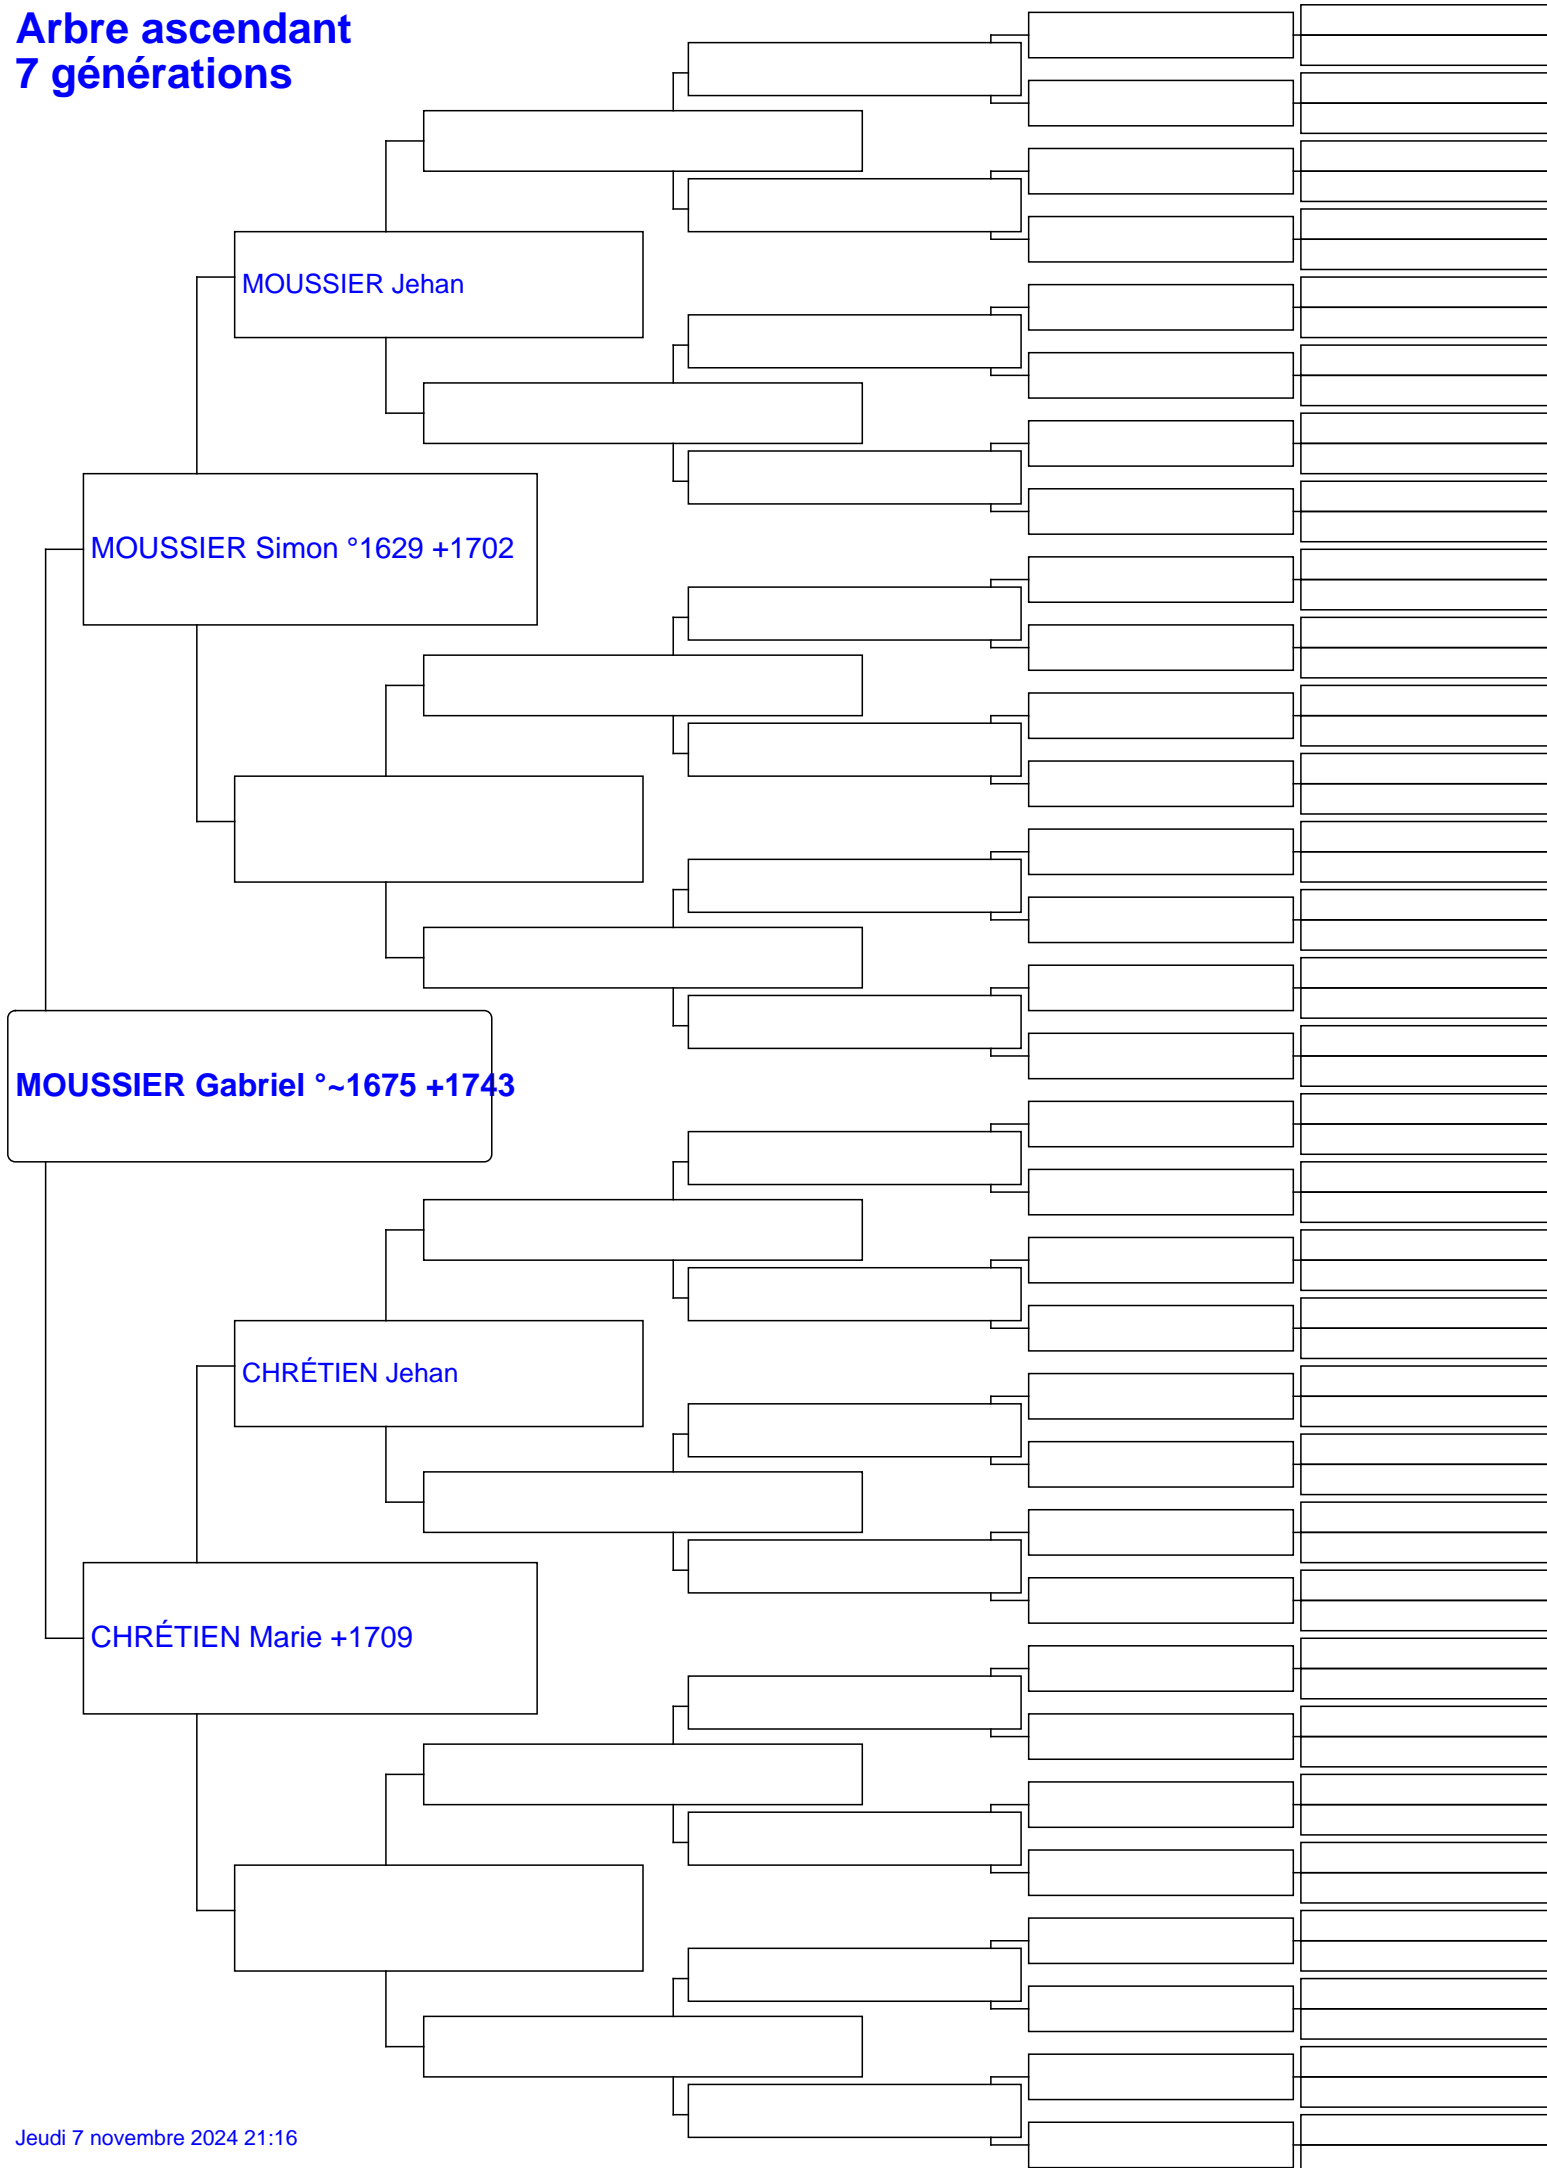 Arbre ascendant
7 générations
MOUSSIER Jehan
MOUSSIER Simon °1629 +1702
MOUSSIER Gabriel °~1675 +1743
CHRÉTIEN Jehan
CHRÉTIEN Marie +1709
Jeudi 7 novembre 2024 21:16